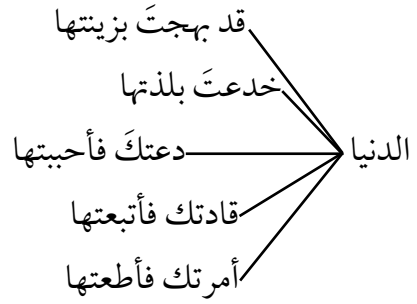 قد بهجتَ بزينتها
خدعتَ بلذتها
الدنيا
دعتكَ فأحببتها
قادتك فأتبعتها
أمرتك فأطعتها